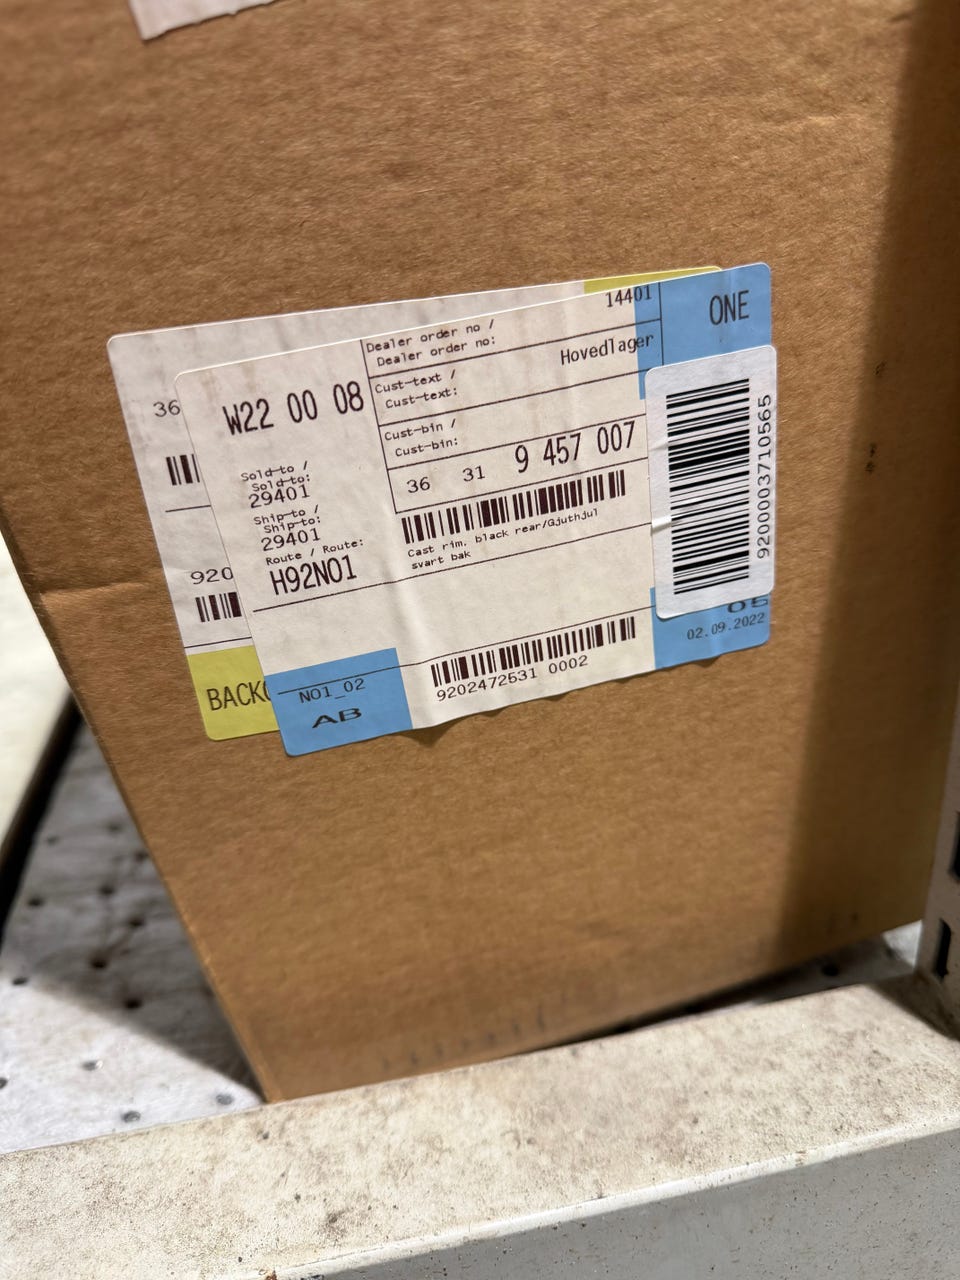 14401
ONE
Dealer order no /
Dealer order no:
Hovedlager
Cust-text /
Cust-text:
36
W22 00 08
Cust-bin /
Cust-bin:
36 31 9 457 007
Sold-to /
Sold-to:
29401
Ship-to /
Ship-to:
29401
Route / Route:
H92N01
Cast rim, black rear/Gjuthjul
svart bak
9200003710565
920
05
02.09.2022
BACK
N01_02
AB
9202472531 0002